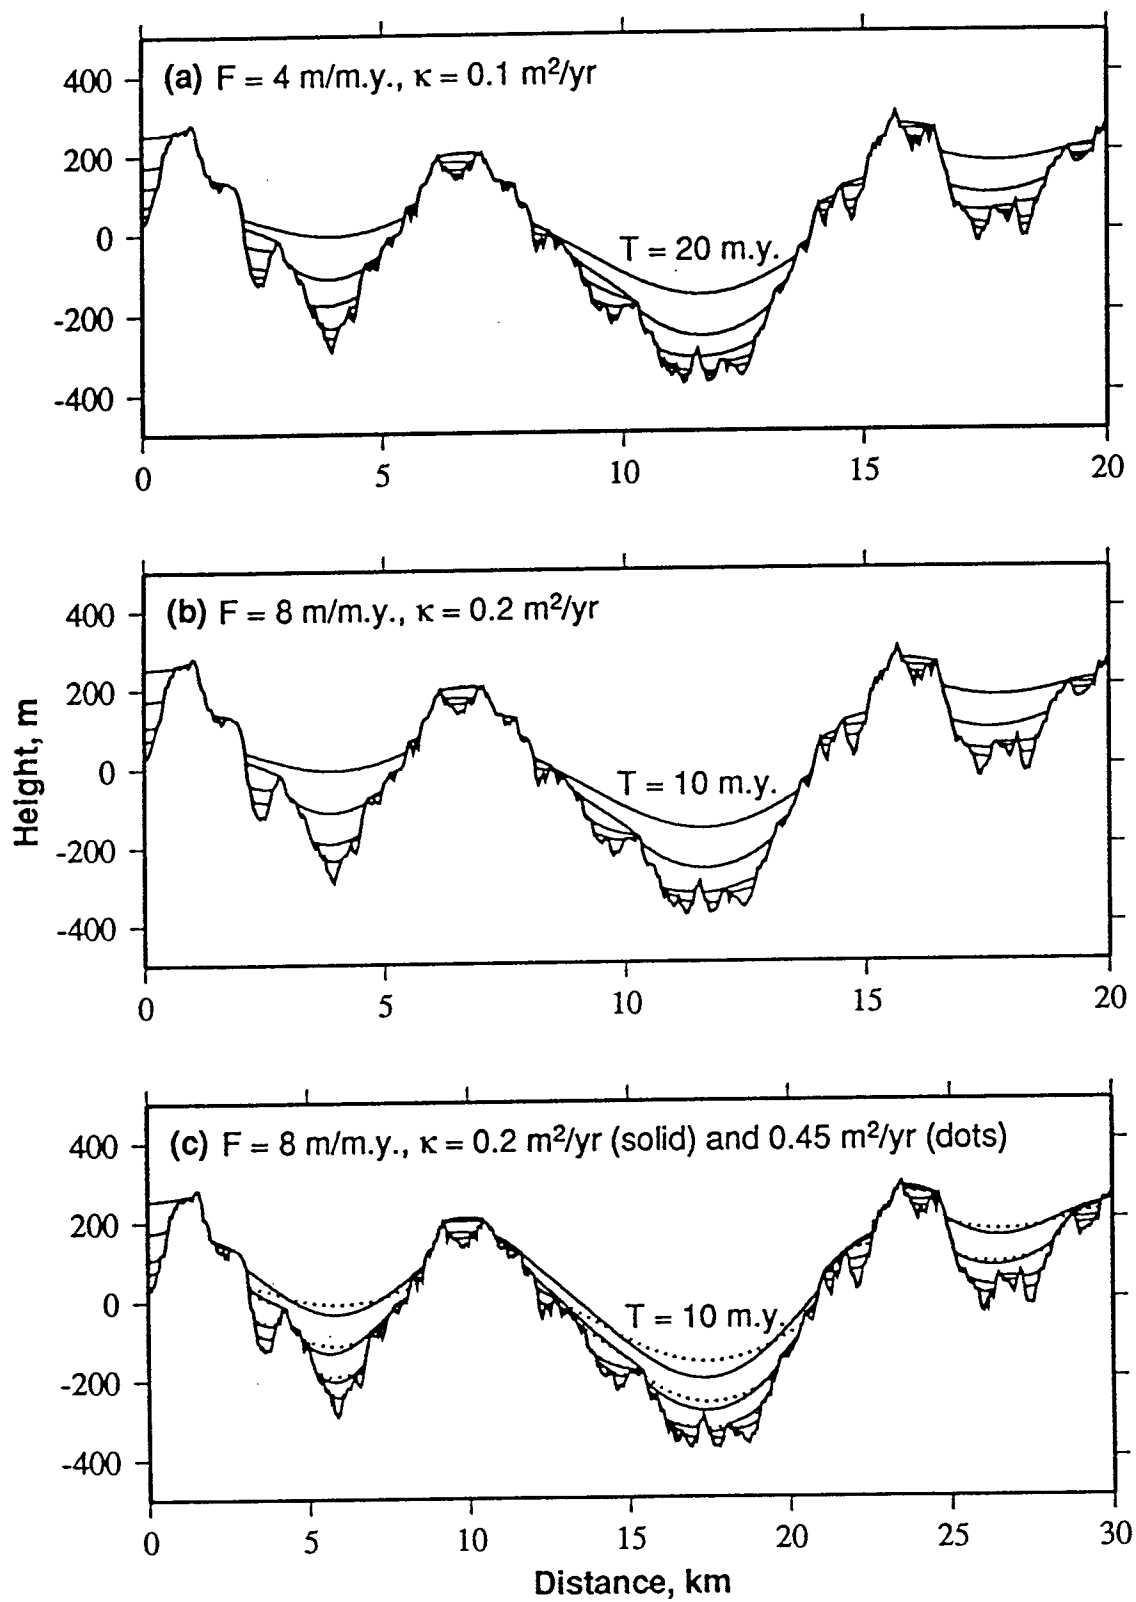 (a) F = 4 m/m.y., κ = 0.1 m²/yr
400
200
0
-200
-400
T = 20 m.y.
0 5 10 15 20
(b) F = 8 m/m.y., κ = 0.2 m²/yr
400
200
0
-200
-400
T = 10 m.y.
0 5 10 15 20
Height, m
(c) F = 8 m/m.y., κ = 0.2 m²/yr (solid) and 0.45 m²/yr (dots)
400
200
0
-200
-400
T = 10 m.y.
0 5 10 15 20 25 30
Distance, km